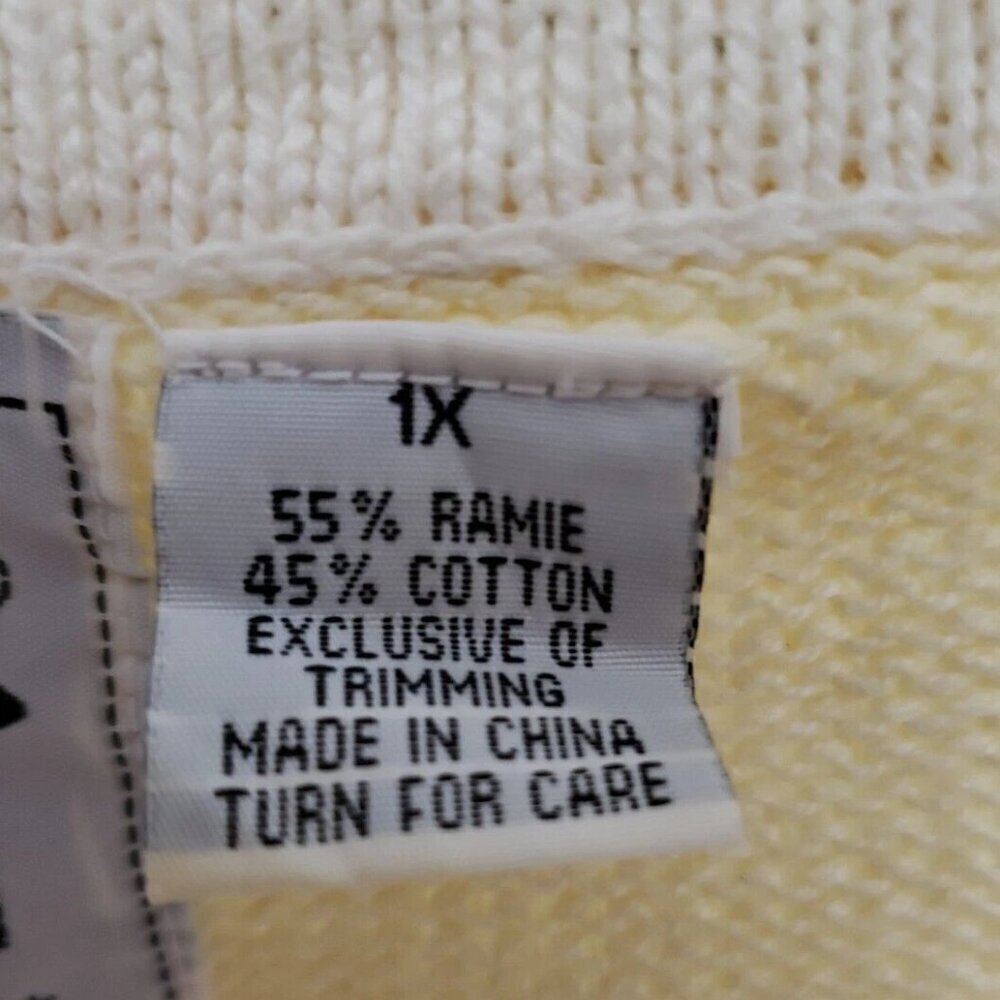 1X
55% RAMIE
45% COTTON
EXCLUSIVE OF
TRIMMING
MADE IN CHINA
TURN FOR CARE